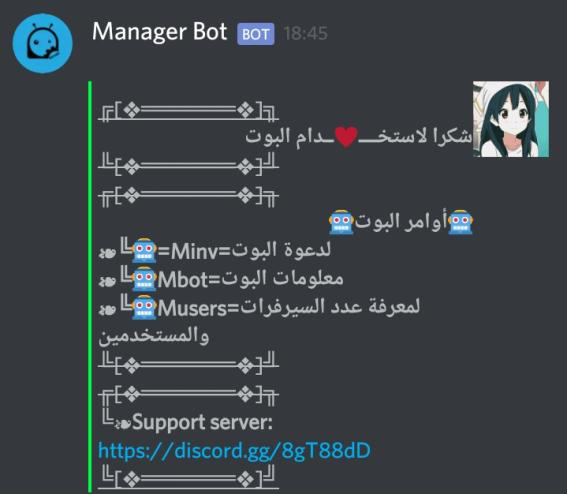 Manager Bot BOT 18:45
╔[❖════════❖]╗
شكرا لاستخـــ♥️ـدام البوت
╚[❖════════❖]╝
╔[❖════════❖]╗
🤖أوامر البوت🤖
❧╚🤖=Minv=لدعوة البوت
❧╚🤖Mbot=معلومات البوت
❧╚🤖Musers=لمعرفة عدد السيرفرات
والمستخدمين
╚[❖════════❖]╝
╔[❖════════❖]╗
╚❧Support server:
https://discord.gg/8gT88dD
╚[❖════════❖]╝